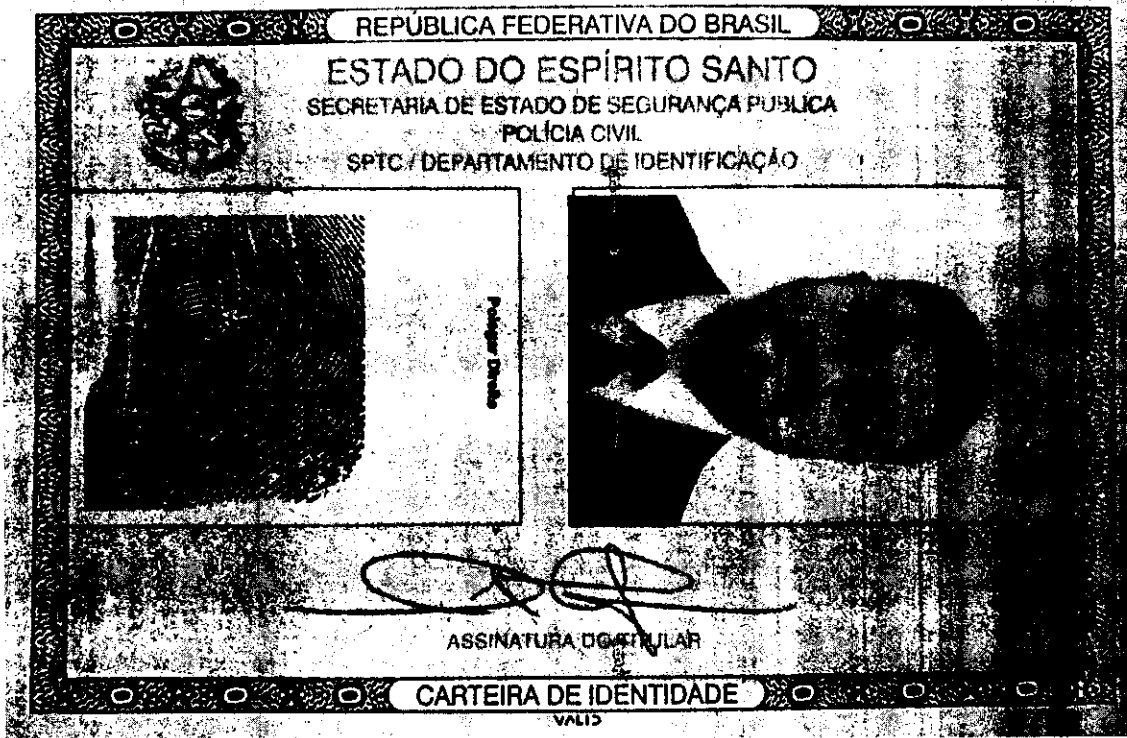 REPÚBLICA FEDERATIVA DO BRASIL
ESTADO DO ESPÍRITO SANTO
SECRETARIA DE ESTADO DE SEGURANÇA PUBLICA
POLÍCIA CIVIL
SPTC / DEPARTAMENTO DE IDENTIFICAÇÃO
Polegar Direito
ASSINATURA DO TITULAR
CARTEIRA DE IDENTIDADE